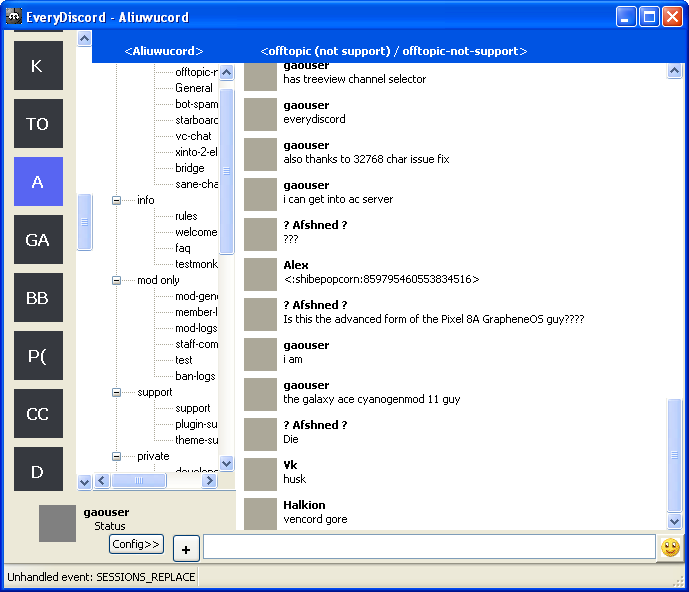 EveryDiscord - Aliuwucord
K
TO
A
GA
BB
P(
CC
D
<Aliuwucord>
offtopic-r
General
bot-spam
starboarc
vc-chat
xinto-2-el
bridge
sane-cha
info
rules
welcome
faq
testmonk
mod only
mod-gene
member-l
mod-logs
staff-com
test
ban-logs
support
support
plugin-su
theme-su
private
<offtopic (not support) / offtopic-not-support>
gaouser
has treeview channel selector
gaouser
everydiscord
gaouser
also thanks to 32768 char issue fix
gaouser
i can get into ac server
? Afshned ?
???
Alex
<:shibepopcorn:859795460553834516>
? Afshned ?
Is this the advanced form of the Pixel 8A GrapheneOS guy????
gaouser
i am
gaouser
the galaxy ace cyanogenmod 11 guy
? Afshned ?
Die
husk
Halkion
vencord gore
gaouser
Status
Config>>
+
Unhandled event: SESSIONS_REPLACE